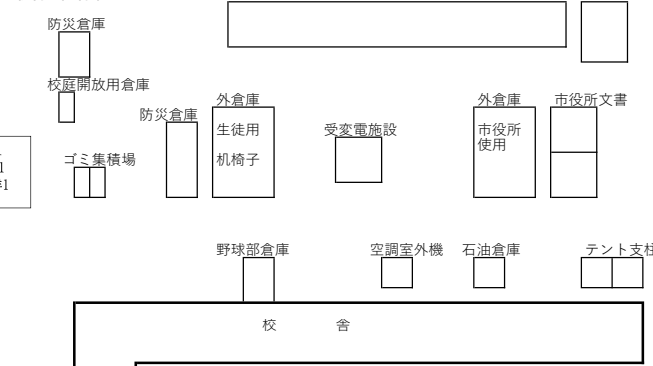 防災倉庫
校庭開放用倉庫
防災倉庫
外倉庫
生徒用
机椅子
受変電施設
外倉庫
市役所
使用
市役所文書
ゴミ集積場
野球部倉庫
空調室外機
石油倉庫
テント支柱
校 舎